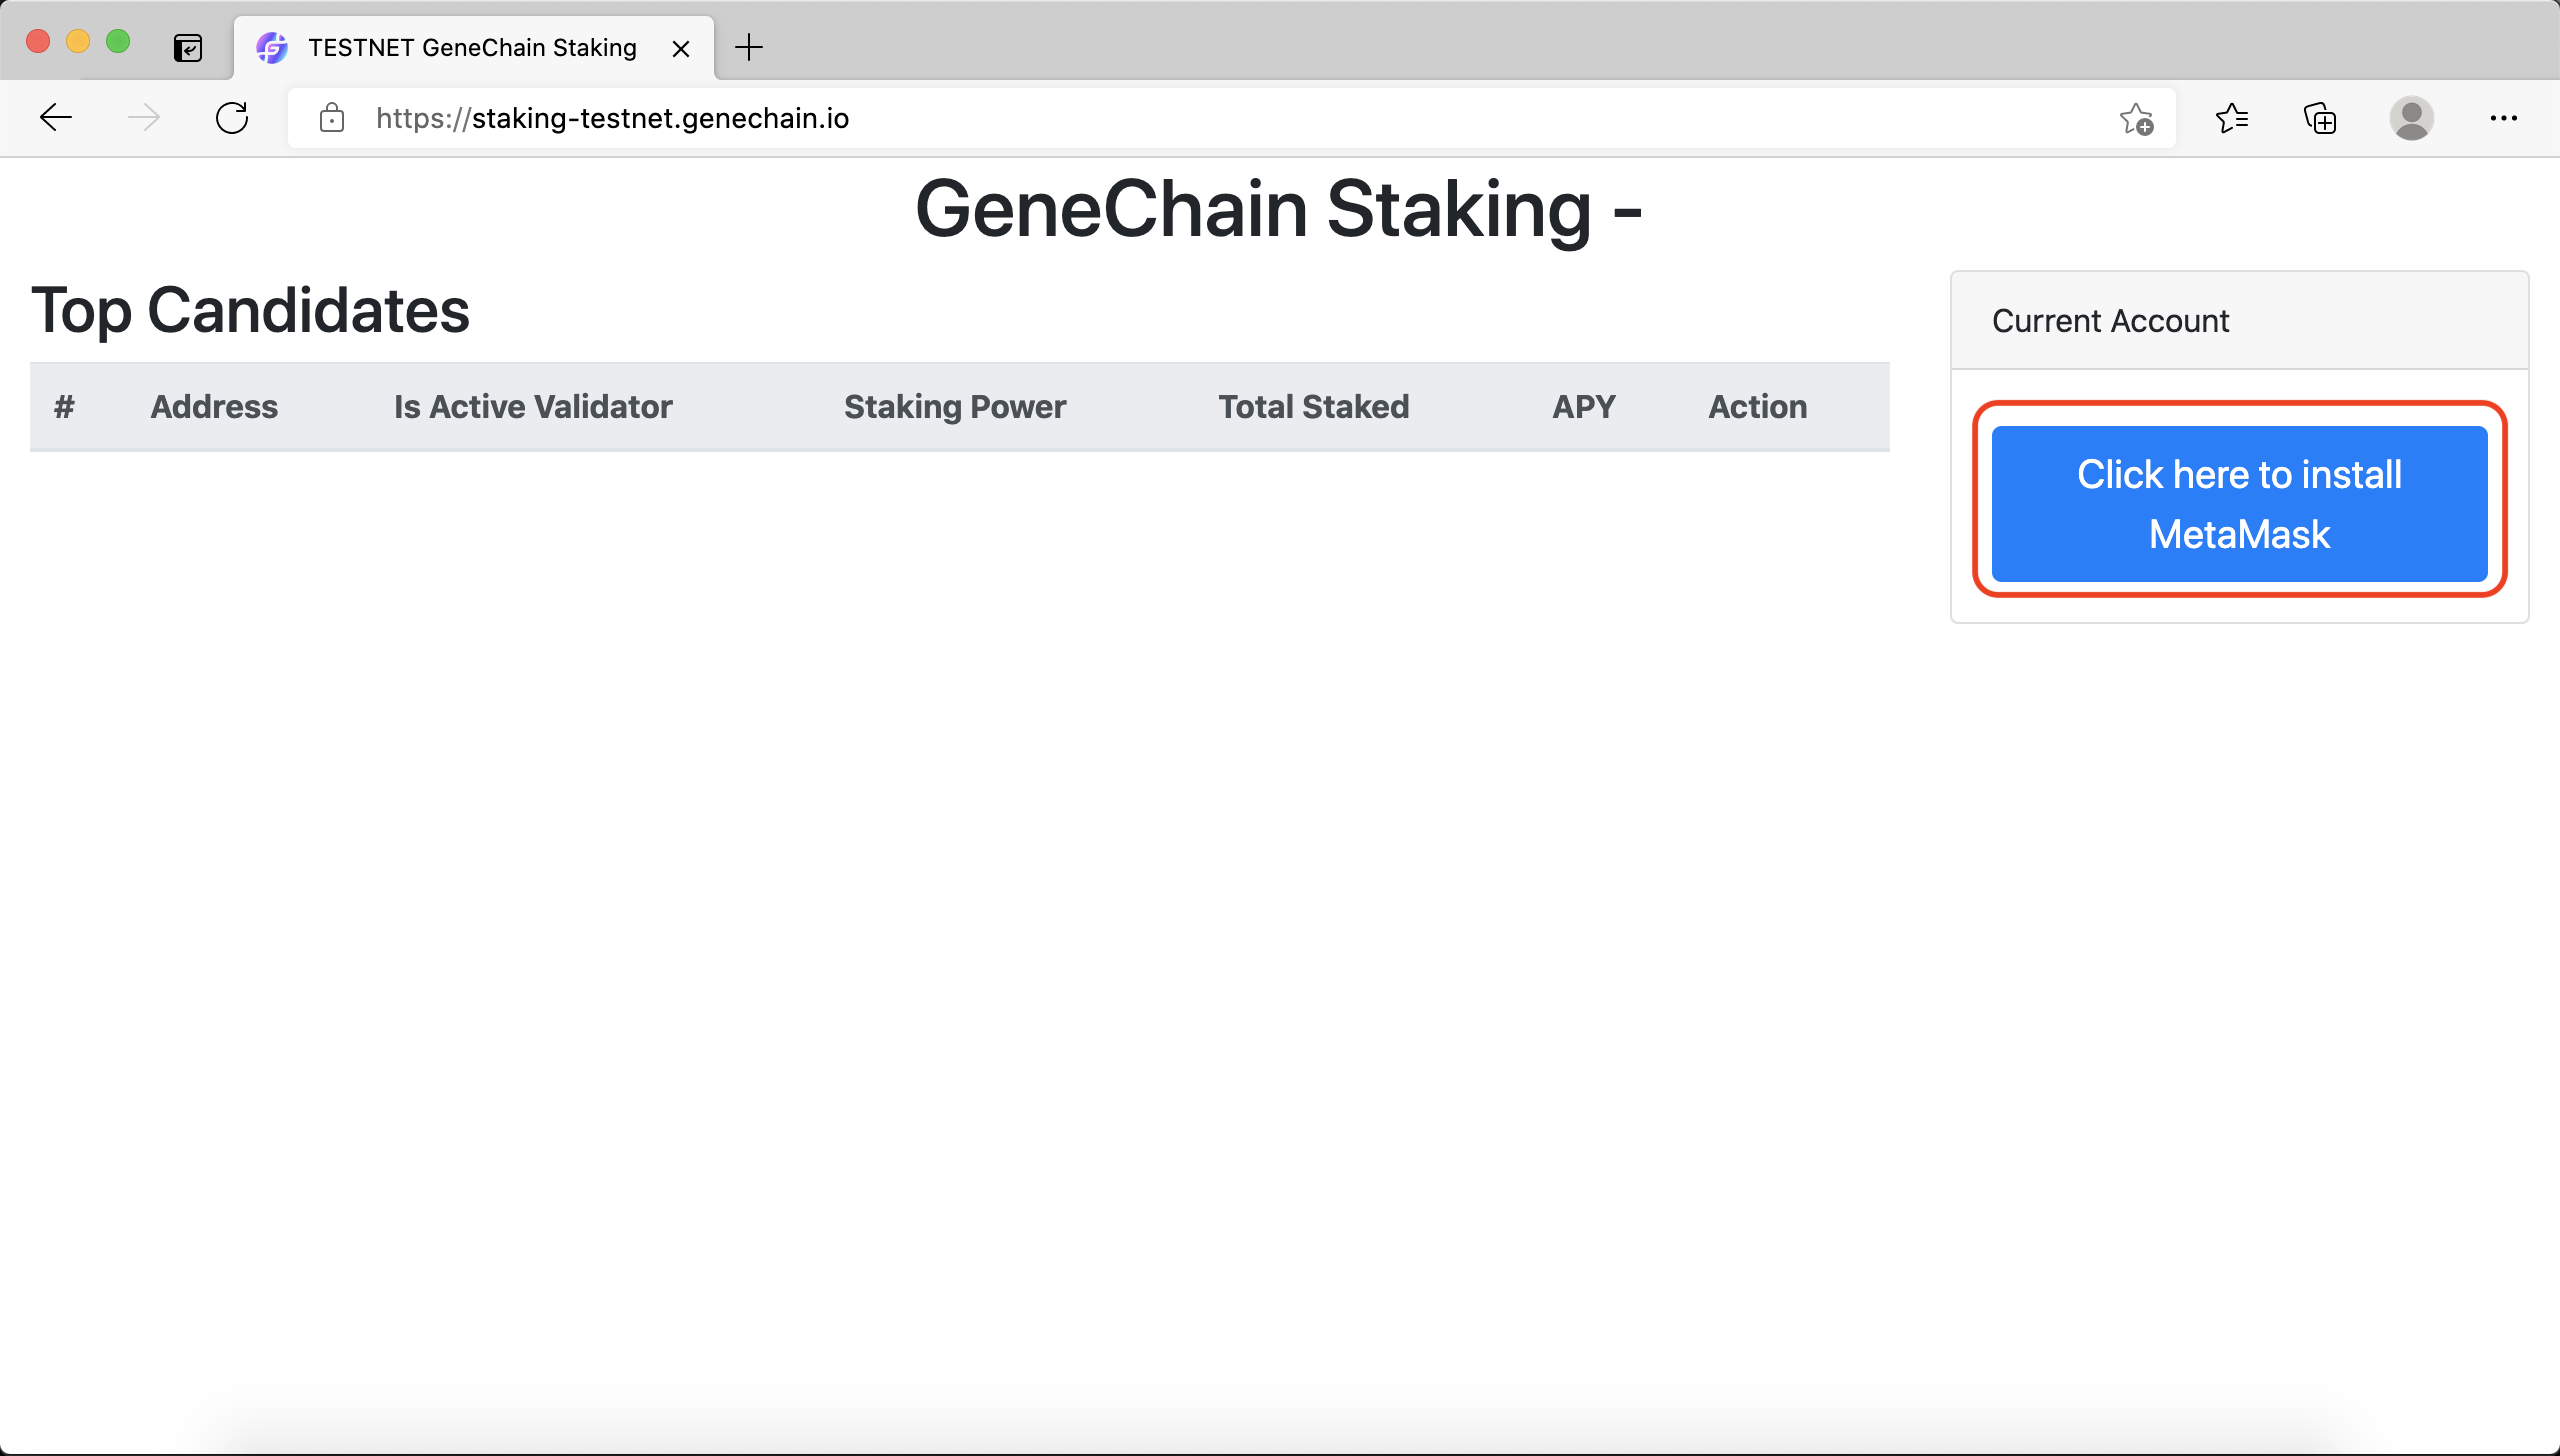 TESTNET GeneChain Staking
https://staking-testnet.genechain.io
GeneChain Staking -
Top Candidates
# Address Is Active Validator Staking Power Total Staked APY Action
Current Account
Click here to install
MetaMask